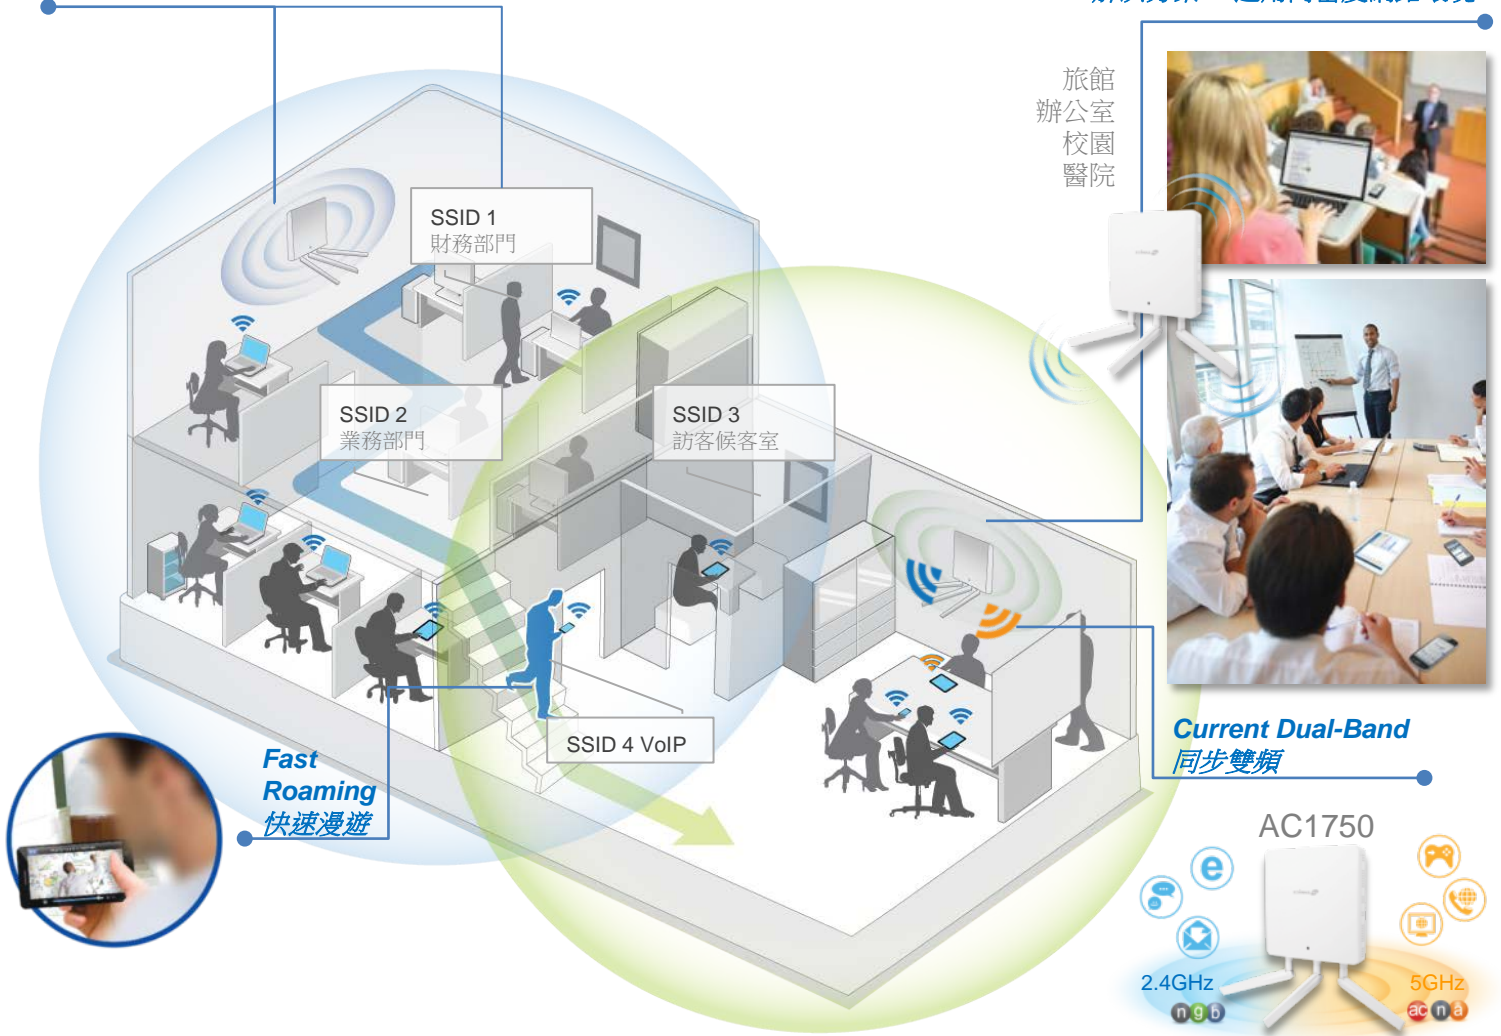 旅館
辦公室
校園
醫院
SSID 1
財務部門
SSID 2
業務部門
SSID 3
訪客候客室
SSID 4 VoIP
Fast
Roaming
快速漫遊
Current Dual-Band
同步雙頻
AC1750
2.4GHz
5GHz
n g b
ac n a